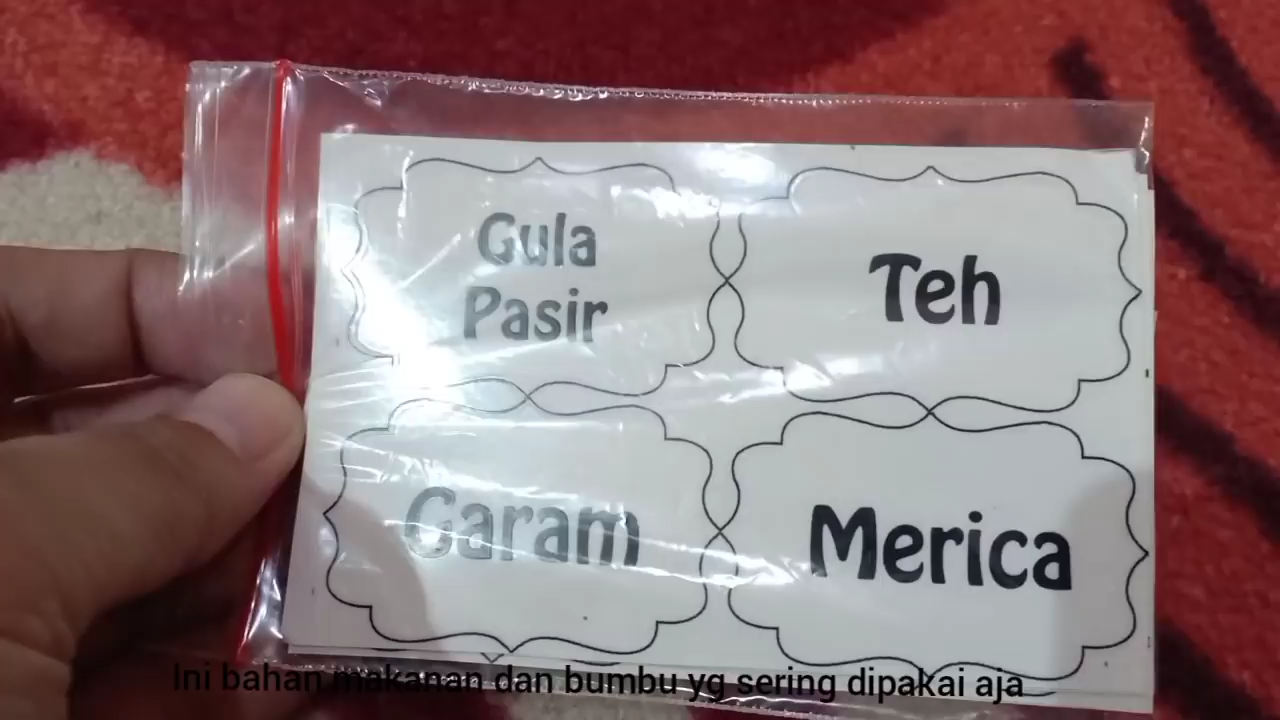 Gula
Pasir
Teh
Garam
Merica
Ini bahan makanan dan bumbu yg sering dipakai aja